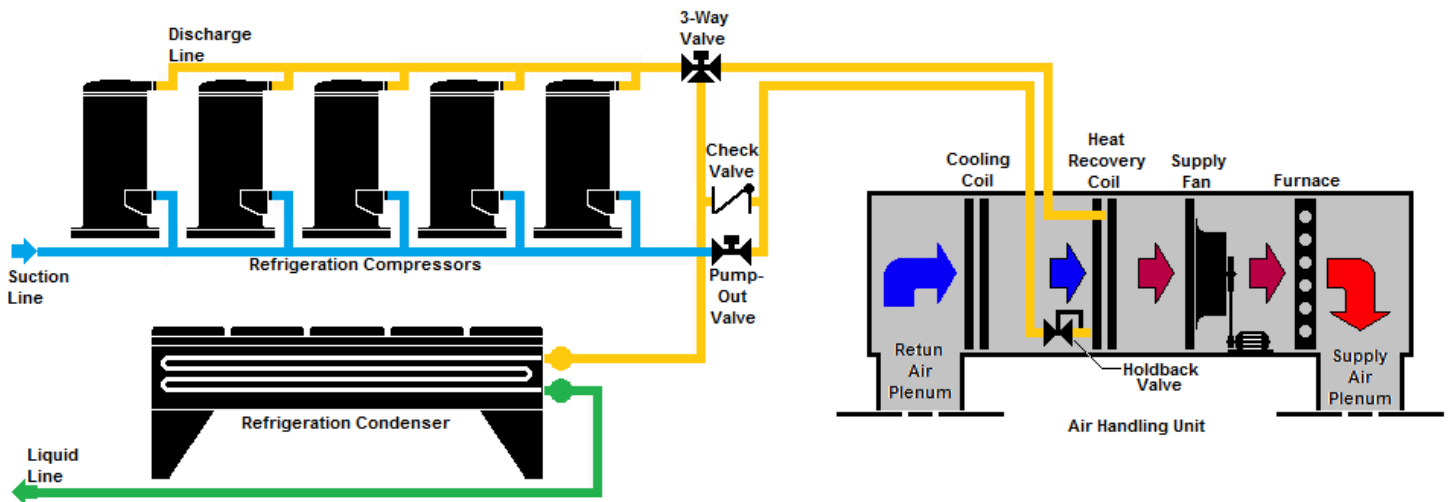 3-Way
Valve
Discharge
Line
Check
Valve
Heat
Recovery
Coil
Cooling
Coil
Supply
Fan
Furnace
Suction
Line
Refrigeration Compressors
Pump-
Out
Valve
Retun
Air
Plenum
Holdback
Valve
Supply
Air
Plenum
Refrigeration Condenser
Air Handling Unit
Liquid
Line